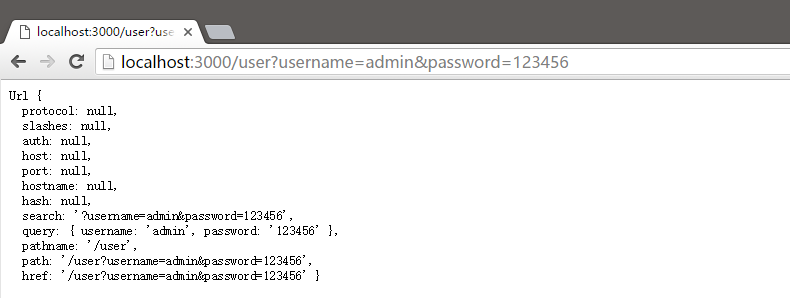 localhost:3000/user?use
localhost:3000/user?username=admin&password=123456
Url {
  protocol: null,
  slashes: null,
  auth: null,
  host: null,
  port: null,
  hostname: null,
  hash: null,
  search: '?username=admin&password=123456',
  query: { username: 'admin', password: '123456' },
  pathname: '/user',
  path: '/user?username=admin&password=123456',
  href: '/user?username=admin&password=123456' }